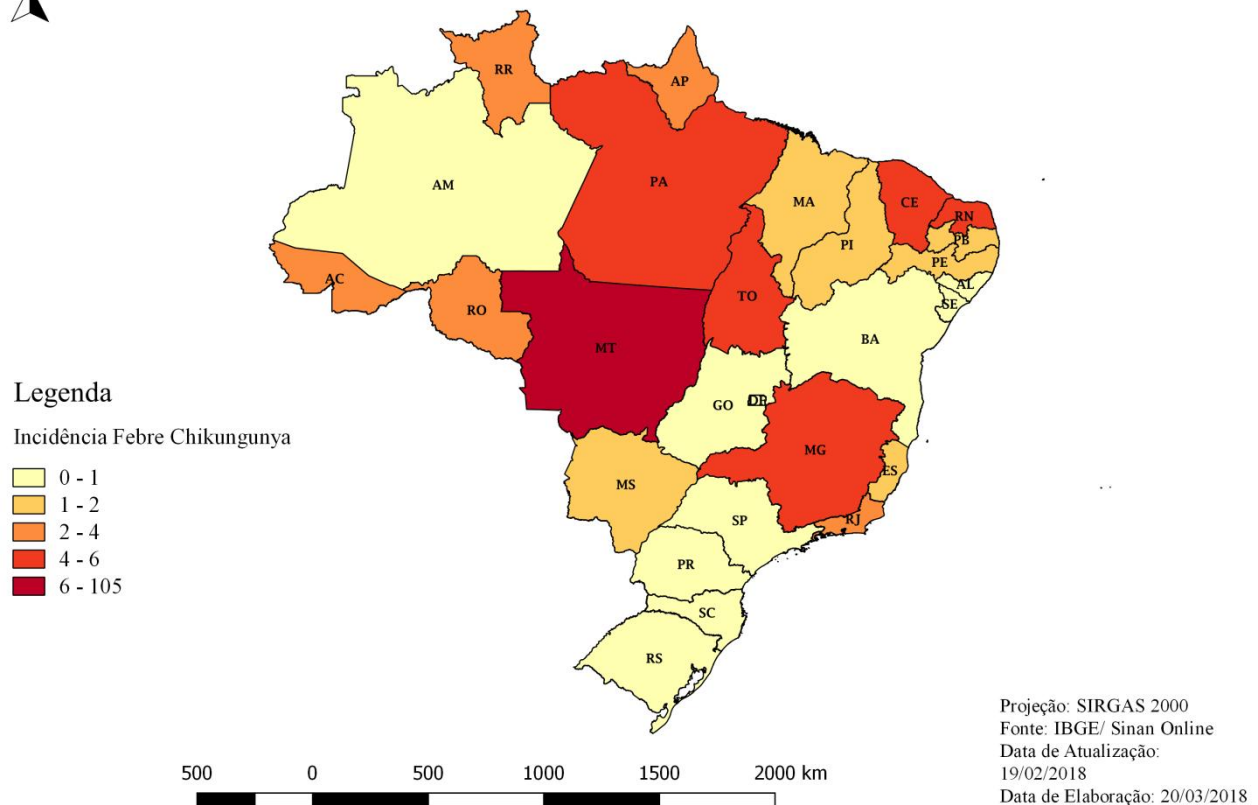 RR
AP
AM
PA
MA
CE
RN
PB
PI
PE
AC
AL
SE
RO
TO
BA
MT
GO
DF
MG
ES
MS
SP
RJ
PR
SC
RS
Legenda
Incidência Febre Chikungunya
0 - 1
1 - 2
2 - 4
4 - 6
6 - 105
500 0 500 1000 1500 2000 km
Projeção: SIRGAS 2000
Fonte: IBGE/ Sinan Online
Data de Atualização:
19/02/2018
Data de Elaboração: 20/03/2018